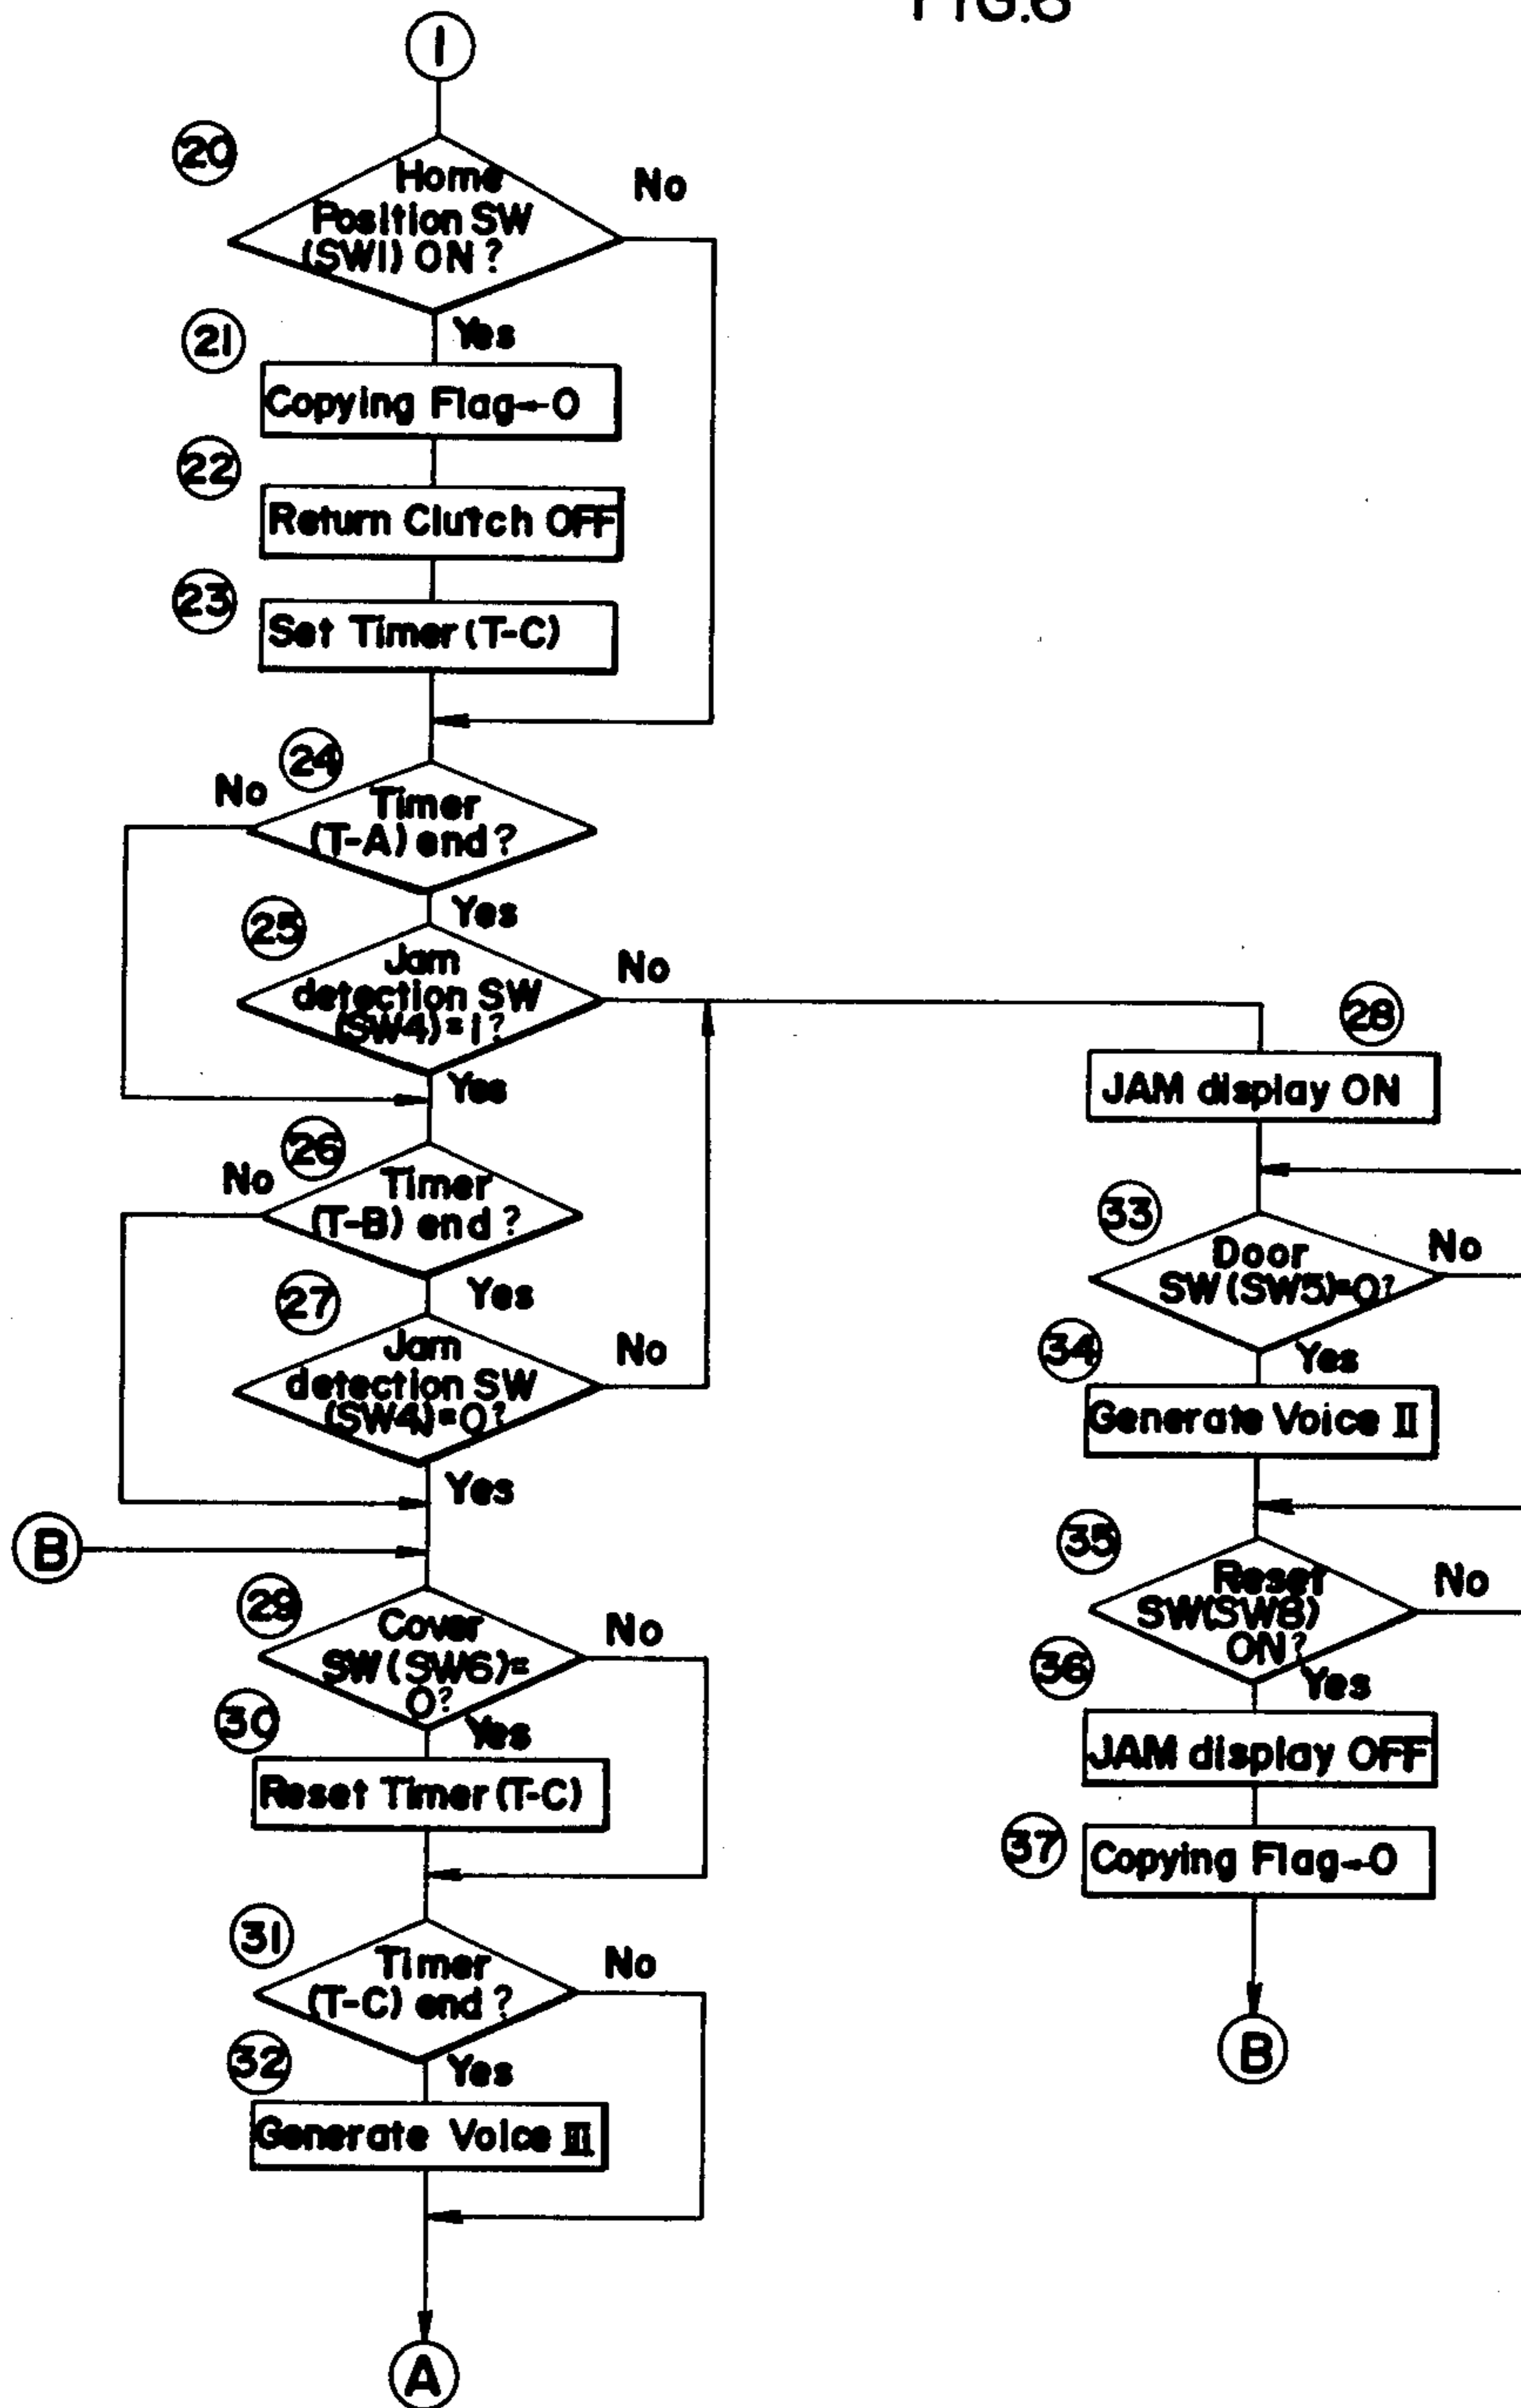 FIG.6
1
20
Home
Position SW
(SW1) ON?
No
Yes
21
Copying Flag←0
22
Return Clutch OFF
23
Set Timer (T-C)
24
No
Timer
(T-A) end?
Yes
25
Jam
detection SW
(SW4)=1?
No
Yes
26
No
Timer
(T-B) end?
Yes
27
Jam
detection SW
(SW4)=0?
No
Yes
B
29
Cover
SW (SW6)=
0?
No
Yes
30
Reset Timer (T-C)
31
Timer
(T-C) end?
No
Yes
32
Generate Voice III
A
28
JAM display ON
33
Door
SW (SW5)=0?
No
Yes
34
Generate Voice II
35
Reset
SW(SW8)
ON?
No
Yes
36
JAM display OFF
37
Copying Flag←0
B